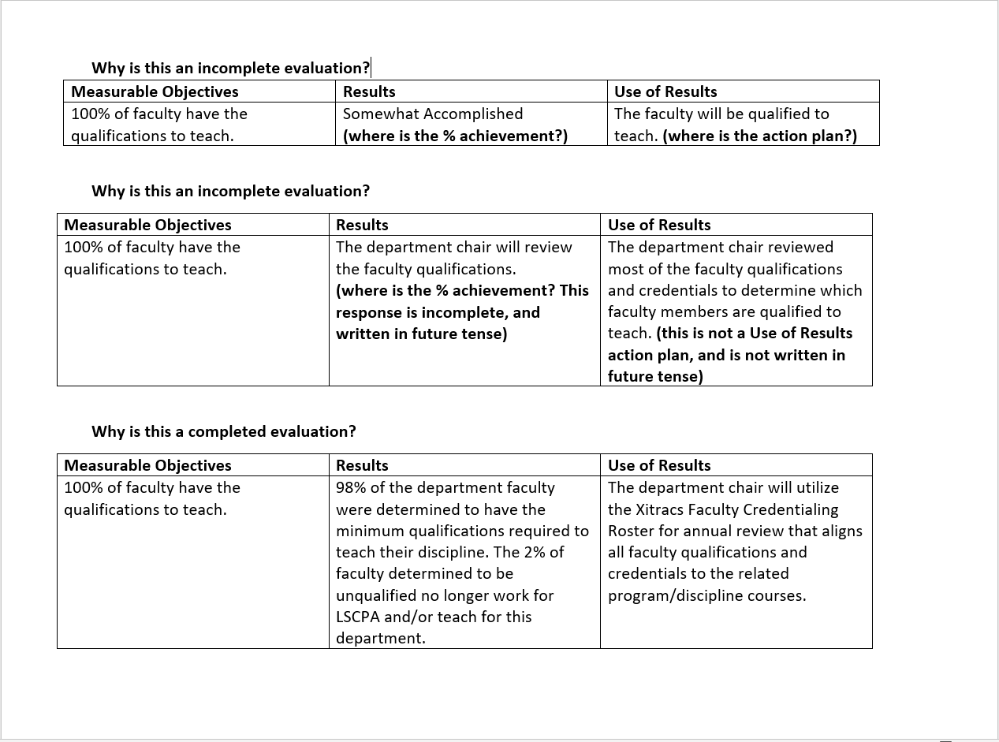 Why is this an incomplete evaluation?
Measurable Objectives
Results
Use of Results
100% of faculty have the
qualifications to teach.
Somewhat Accomplished
(where is the % achievement?)
The faculty will be qualified to
teach. (where is the action plan?)
Why is this an incomplete evaluation?
Measurable Objectives
Results
Use of Results
100% of faculty have the
qualifications to teach.
The department chair will review
the faculty qualifications.
(where is the % achievement? This
response is incomplete, and
written in future tense)
The department chair reviewed
most of the faculty qualifications
and credentials to determine which
faculty members are qualified to
teach. (this is not a Use of Results
action plan, and is not written in
future tense)
Why is this a completed evaluation?
Measurable Objectives
Results
Use of Results
100% of faculty have the
qualifications to teach.
98% of the department faculty
were determined to have the
minimum qualifications required to
teach their discipline. The 2% of
faculty determined to be
unqualified no longer work for
LSCPA and/or teach for this
department.
The department chair will utilize
the Xitracs Faculty Credentialing
Roster for annual review that aligns
all faculty qualifications and
credentials to the related
program/discipline courses.